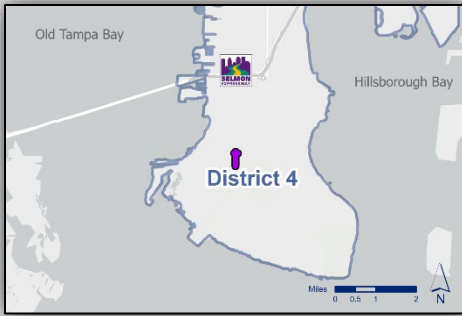 Old Tampa Bay
SELMON
EXPRESSWAY
Hillsborough Bay
District 4
Miles
0 0.5 1 2
N